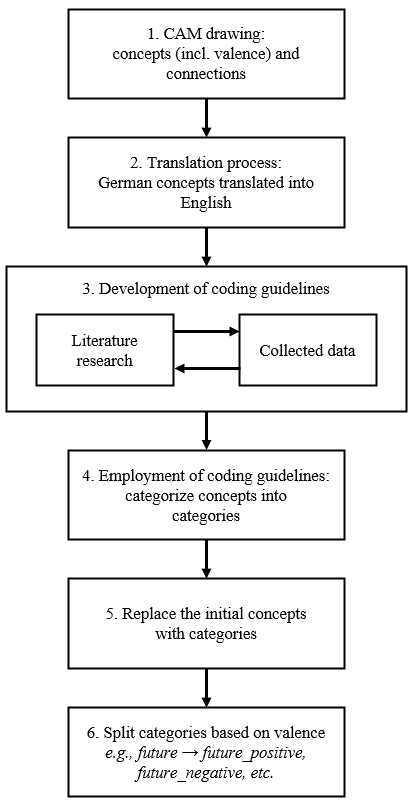 1. CAM drawing:
concepts (incl. valence) and
connections
2. Translation process:
German concepts translated into
English
3. Development of coding guidelines
Literature
research
Collected data
4. Employment of coding guidelines:
categorize concepts into
categories
5. Replace the initial concepts
with categories
6. Split categories based on valence
e.g., future → future_positive,
future_negative, etc.